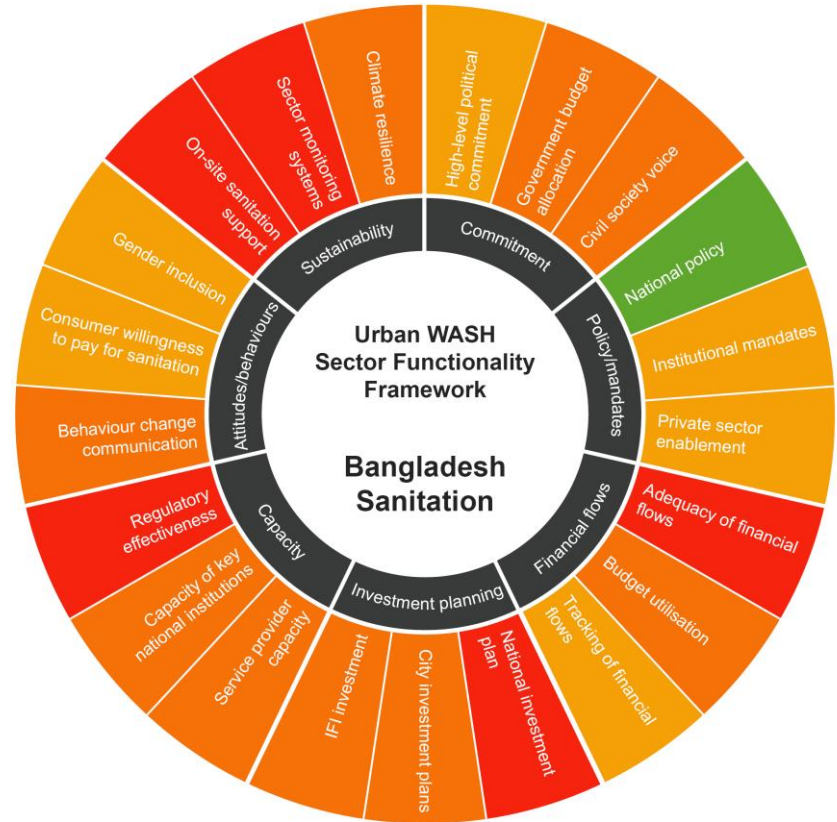 Urban WASH
Sector Functionality
Framework
Bangladesh
Sanitation
Commitment
High-level political
commitment
Government budget
allocation
Civil society voice
Policy/mandates
National policy
Institutional mandates
Private sector
enablement
Financial flows
Adequacy of financial
flows
Budget utilisation
Tracking of financial
flows
Investment planning
National investment
plan
City investment plans
IFI investment
Capacity
Service provider
capacity
Capacity of key
national institutions
Regulatory
effectiveness
Attitudes/behaviours
Behaviour change
communication
Consumer willingness
to pay for sanitation
Gender inclusion
Sustainability
On-site sanitation
support
Sector monitoring
systems
Climate resilience